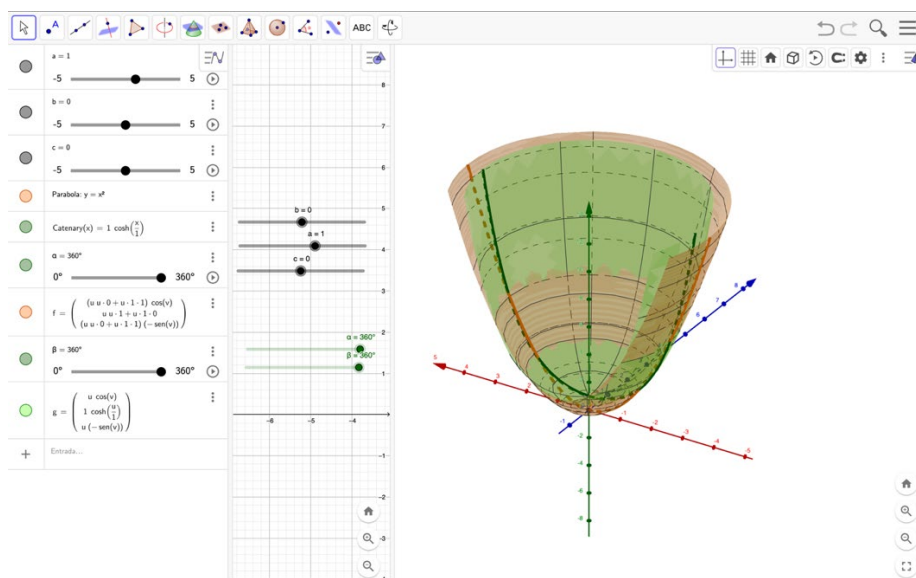 ABC
a = 1
-5 5
b = 0
-5 5
c = 0
-5 5
Parabola: y = x²
Catenary(x) = 1 cosh(x/1)
α = 360°
0° 360°
f = ( (u u · 0 + u · 1 · 1) cos(v)
u u · 1 + u · 1 · 0
(u u · 0 + u · 1 · 1) (−sen(v)) )
β = 360°
0° 360°
g = ( u cos(v)
1 cosh(u/1)
u (−sen(v)) )
+ Entrada...
b = 0
a = 1
c = 0
α = 360°
β = 360°
8
7
6
5
4
3
2
1
0
-6 -5 -4
-1
-2
-3
5 4 3 2 -1 -2 -3 -4 -5
-1 6 7 8
-2
-4
-6
-8